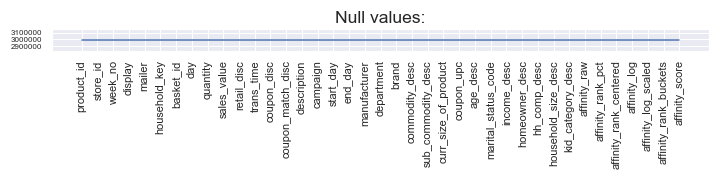 Null values:
3100000
3000000
2900000
product_id
store_id
week_no
display
mailer
household_key
basket_id
day
quantity
sales_value
retail_disc
trans_time
coupon_disc
coupon_match_disc
description
campaign
start_day
end_day
manufacturer
department
brand
commodity_desc
sub_commodity_desc
curr_size_of_product
coupon_upc
age_desc
marital_status_code
income_desc
homeowner_desc
hh_comp_desc
household_size_desc
kid_category_desc
affinity_raw
affinity_rank_pct
affinity_rank_centered
affinity_log
affinity_log_scaled
affinity_rank_buckets
affinity_score